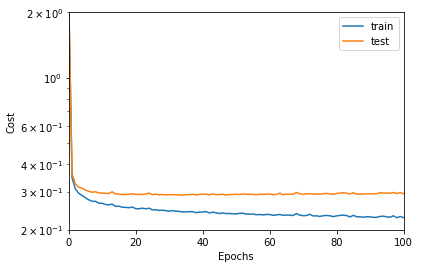 2 × 10⁰
10⁰
6 × 10⁻¹
4 × 10⁻¹
3 × 10⁻¹
2 × 10⁻¹
Cost
0 20 40 60 80 100
Epochs
train
test